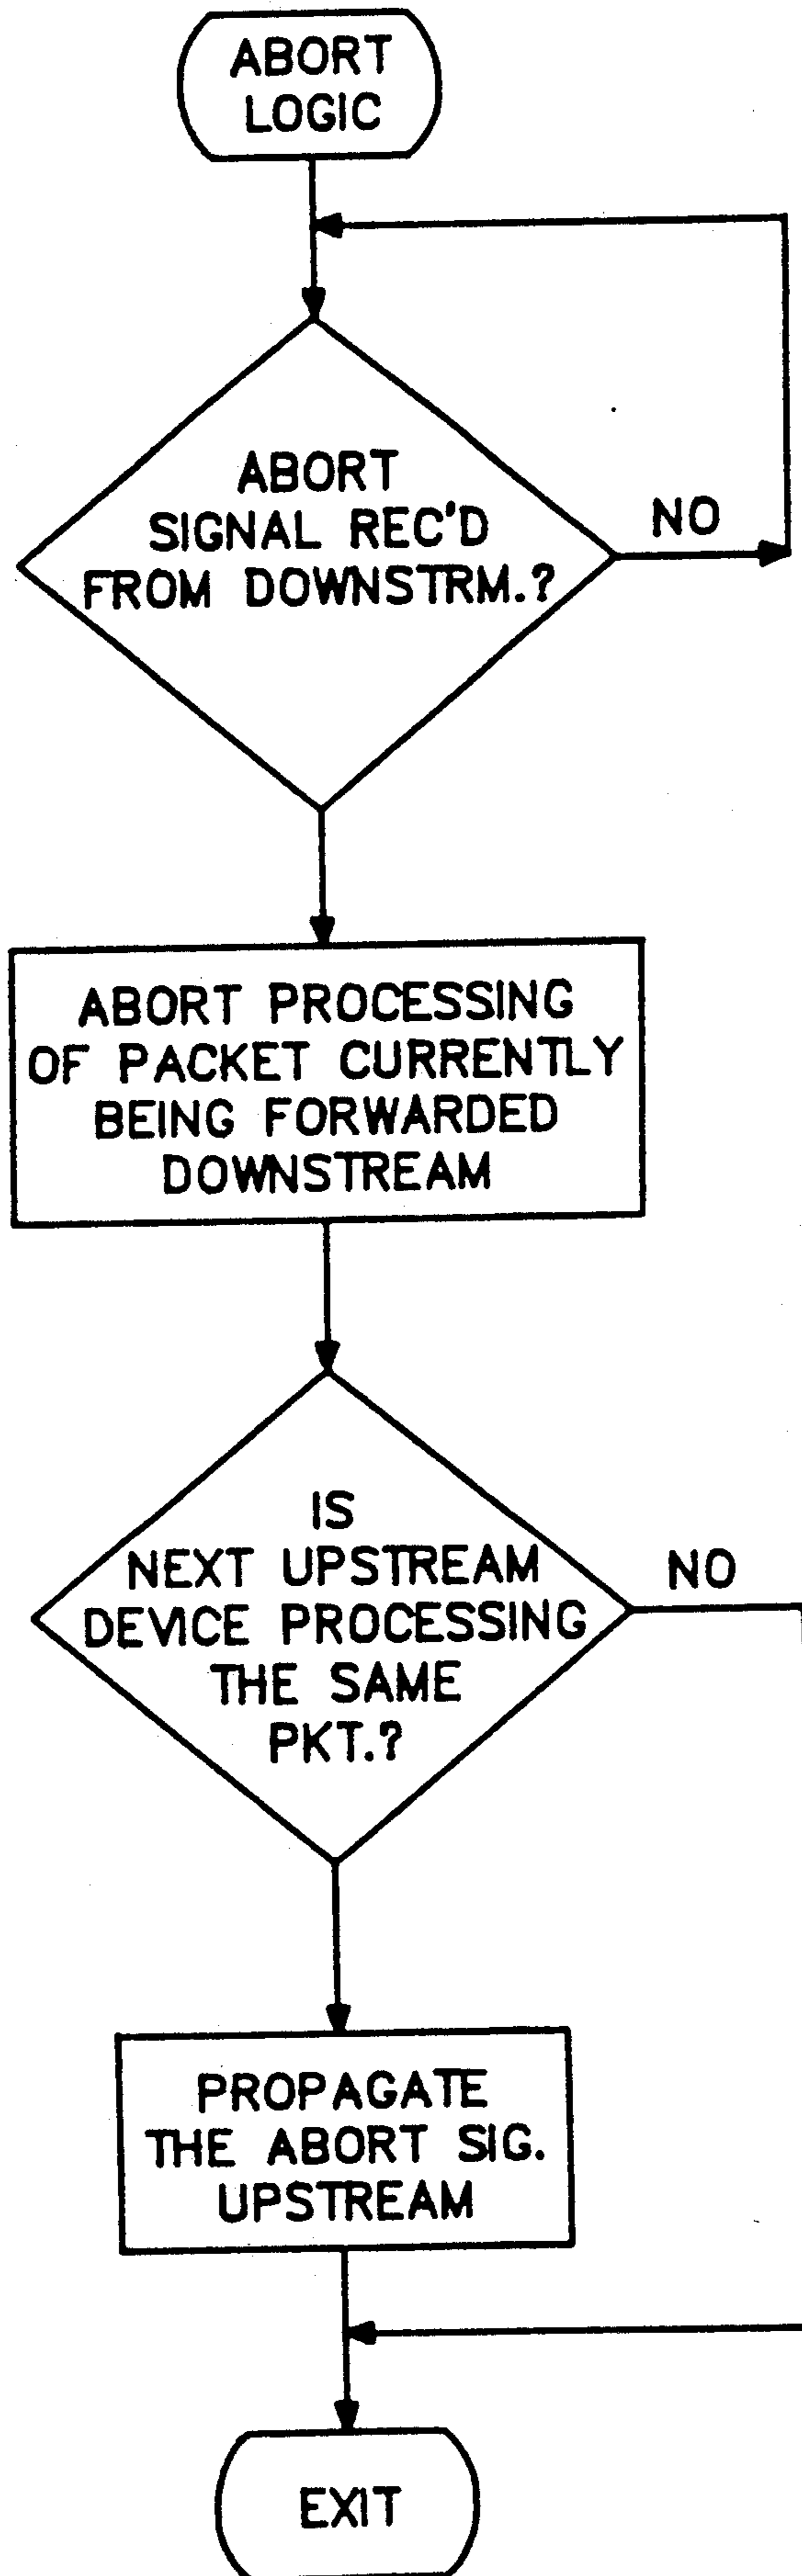 ABORT
LOGIC
ABORT
SIGNAL REC'D
FROM DOWNSTRM.?
NO
ABORT PROCESSING
OF PACKET CURRENTLY
BEING FORWARDED
DOWNSTREAM
IS
NEXT UPSTREAM
DEVICE PROCESSING
THE SAME
PKT.?
NO
PROPAGATE
THE ABORT SIG.
UPSTREAM
EXIT